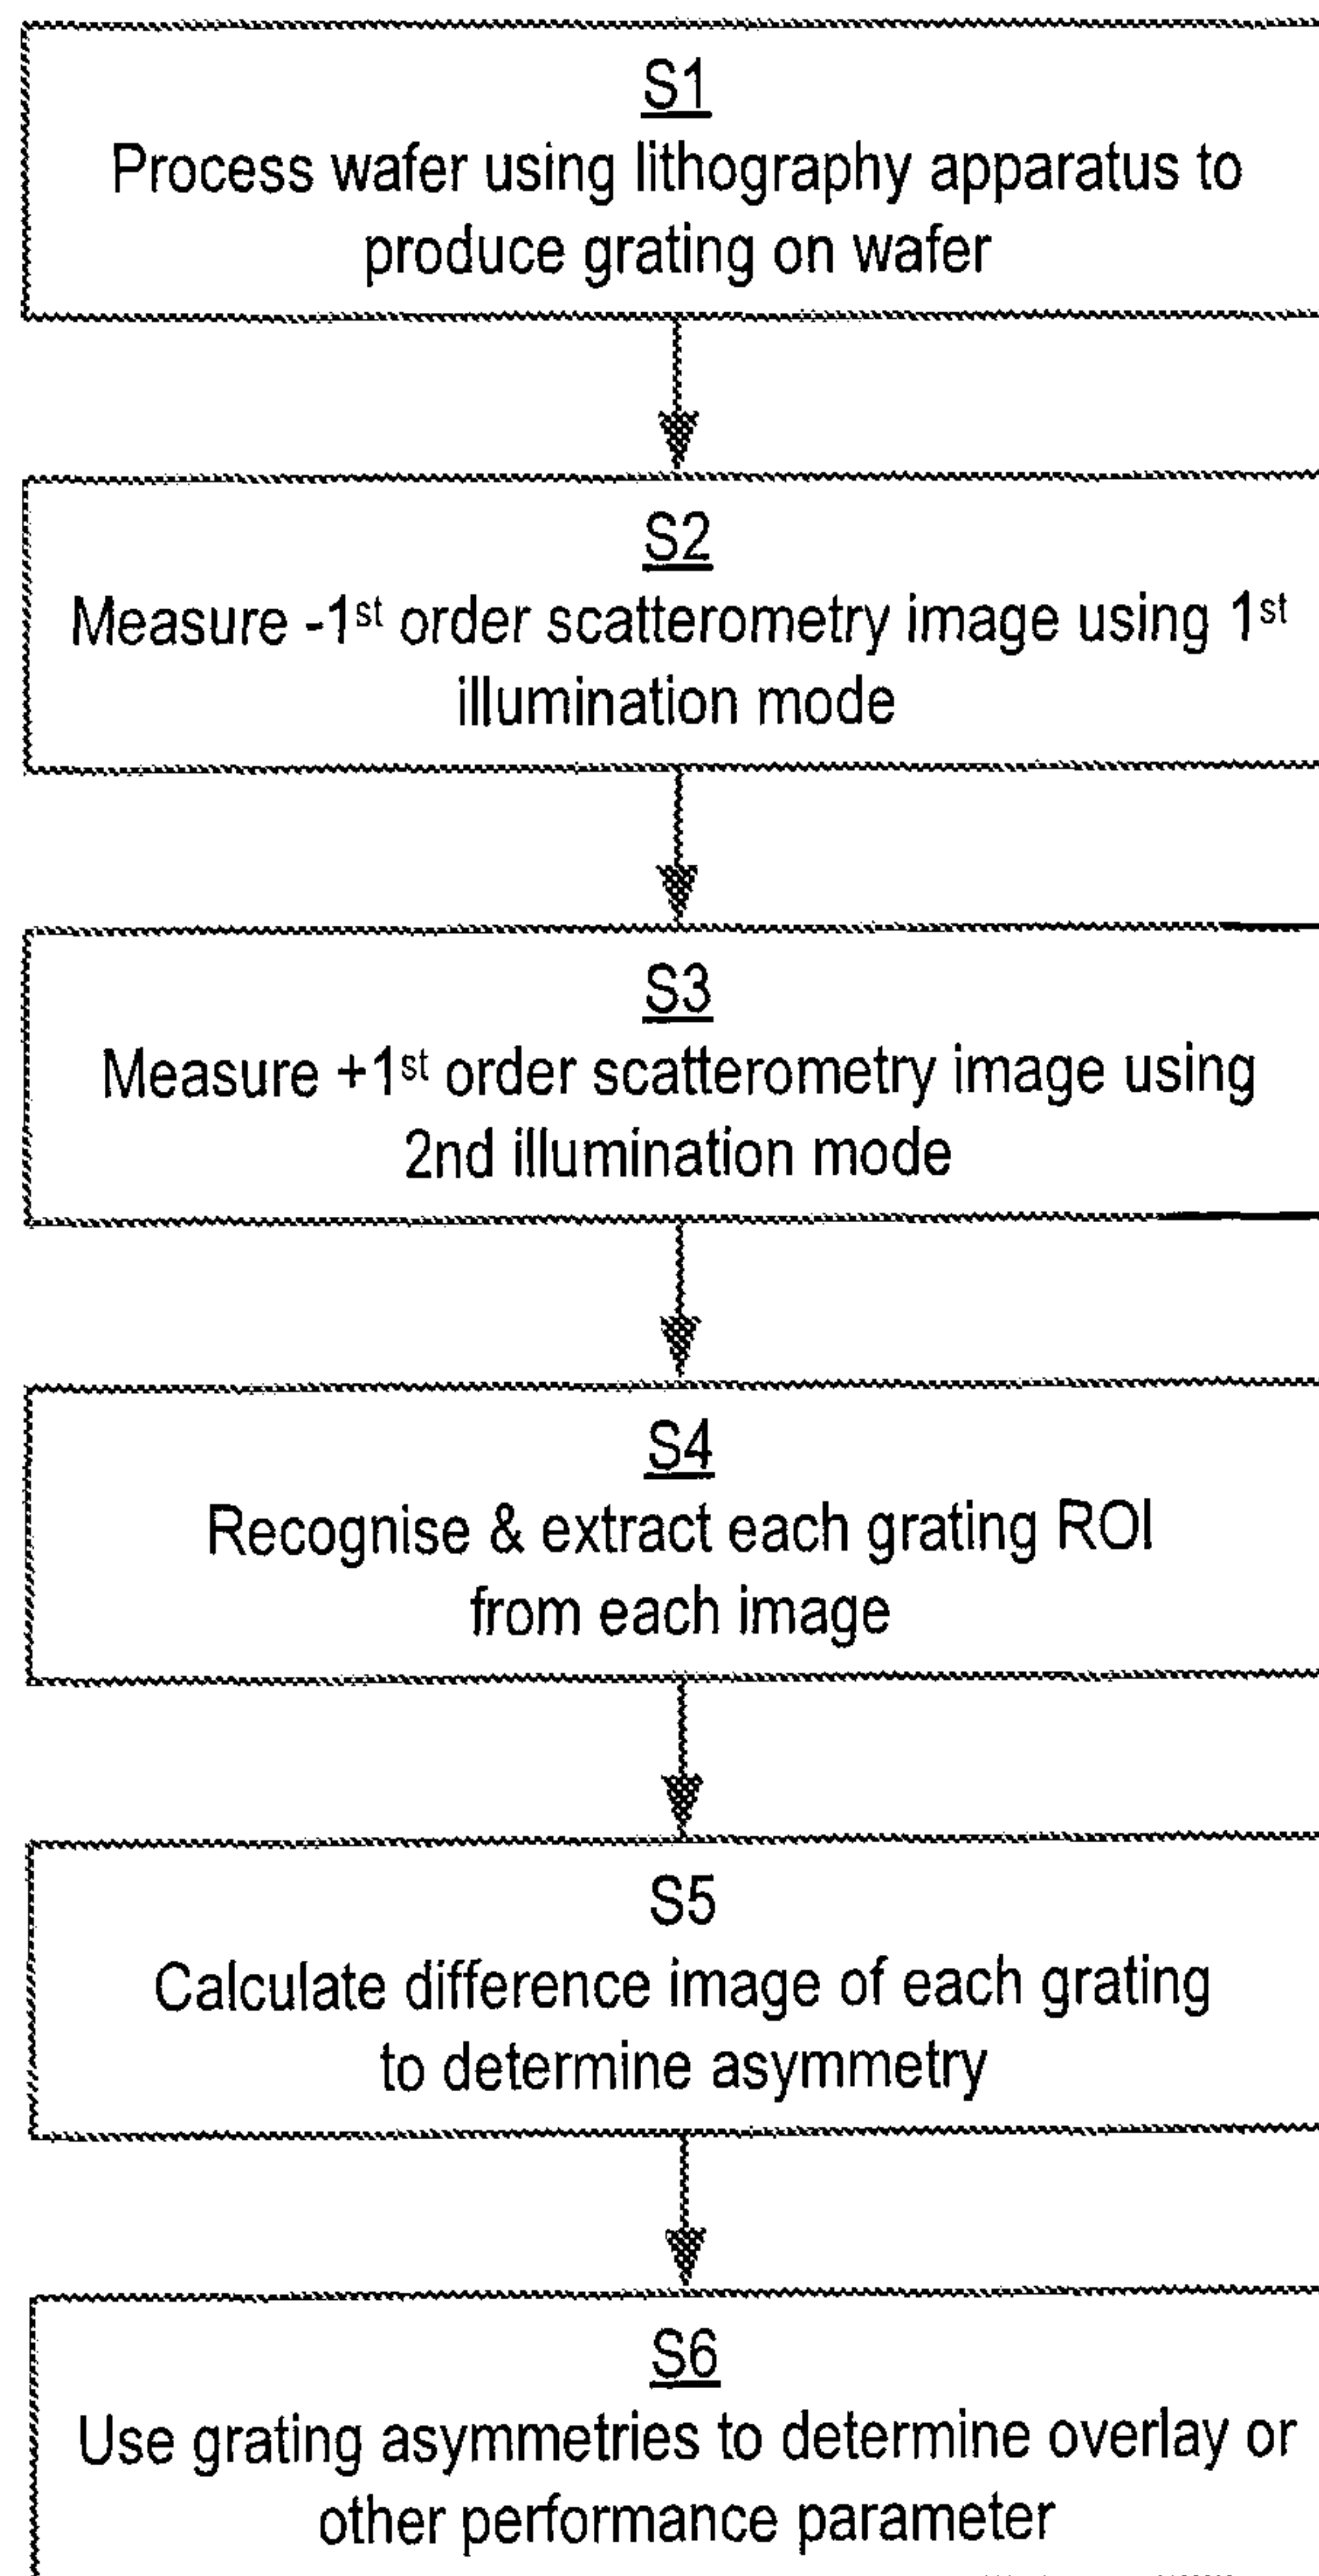 S1
Process wafer using lithography apparatus to
produce grating on wafer
S2
Measure -1st order scatterometry image using 1st
illumination mode
S3
Measure +1st order scatterometry image using
2nd illumination mode
S4
Recognise & extract each grating ROI
from each image
S5
Calculate difference image of each grating
to determine asymmetry
S6
Use grating asymmetries to determine overlay or
other performance parameter